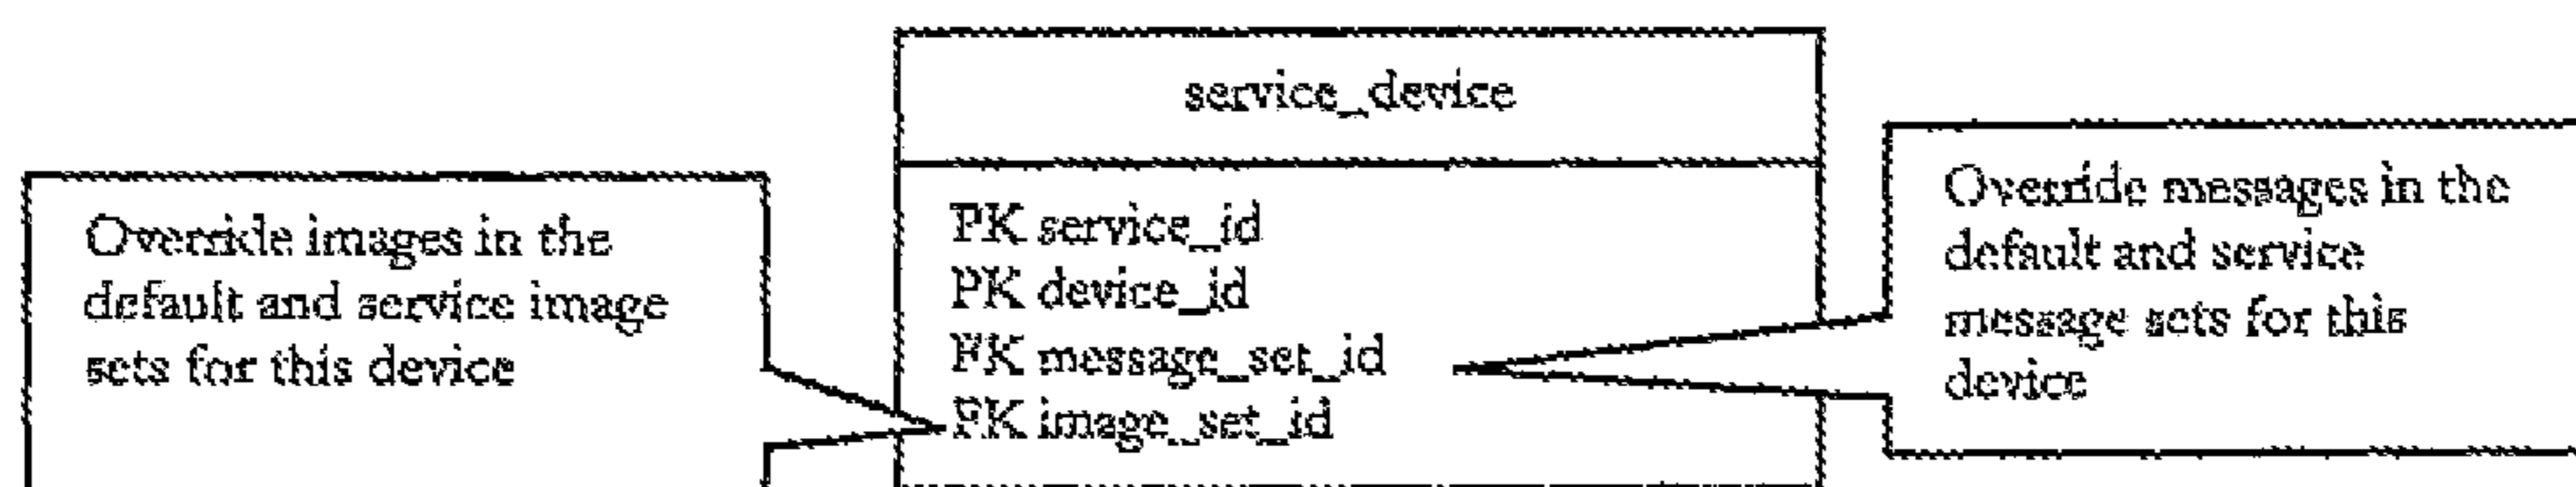 service_device
Override images in the
default and service image
sets for this device
PK service_id
PK device_id
FK message_set_id
FK image_set_id
Override messages in the
default and service
message sets for this
device